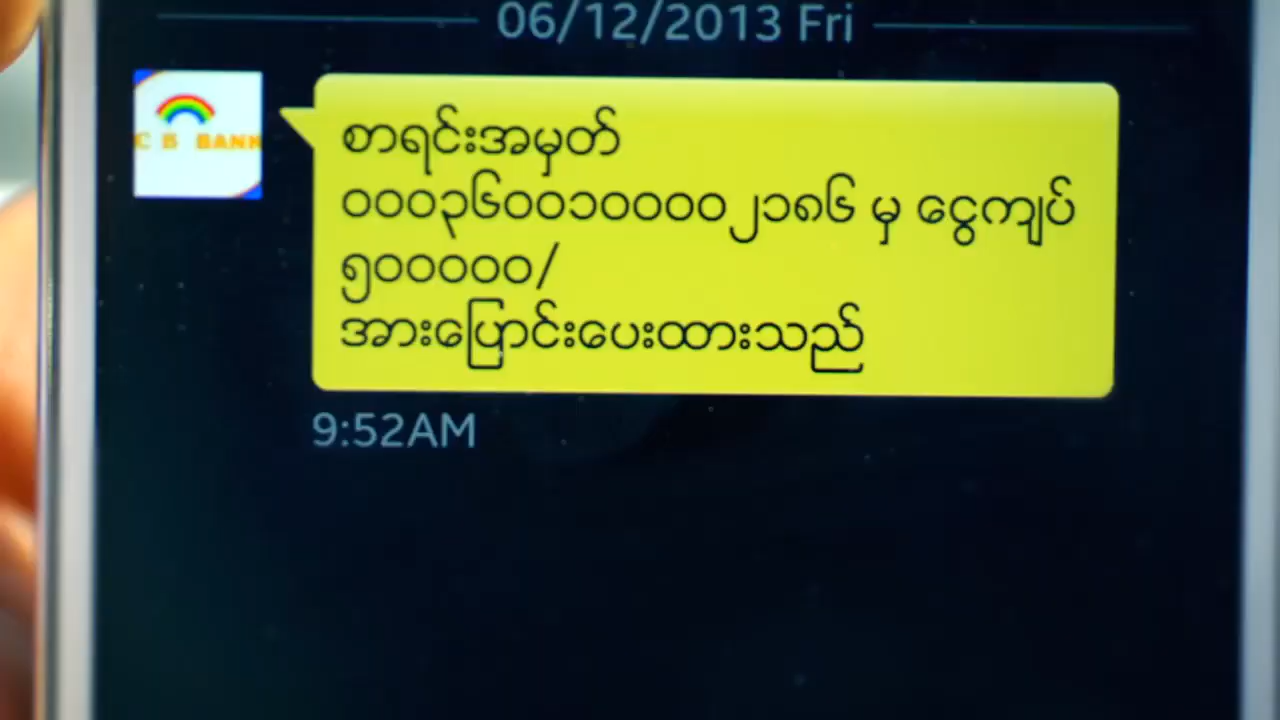 06/12/2013 Fri
C B BANK
စာရင်းအမှတ်
၀၀၀၃၆၀၀၁၀၀၀၀၂၁၈၆ မှ ငွေကျပ်
၅၀၀၀၀၀/
အားပြောင်းပေးထားသည်
9:52AM